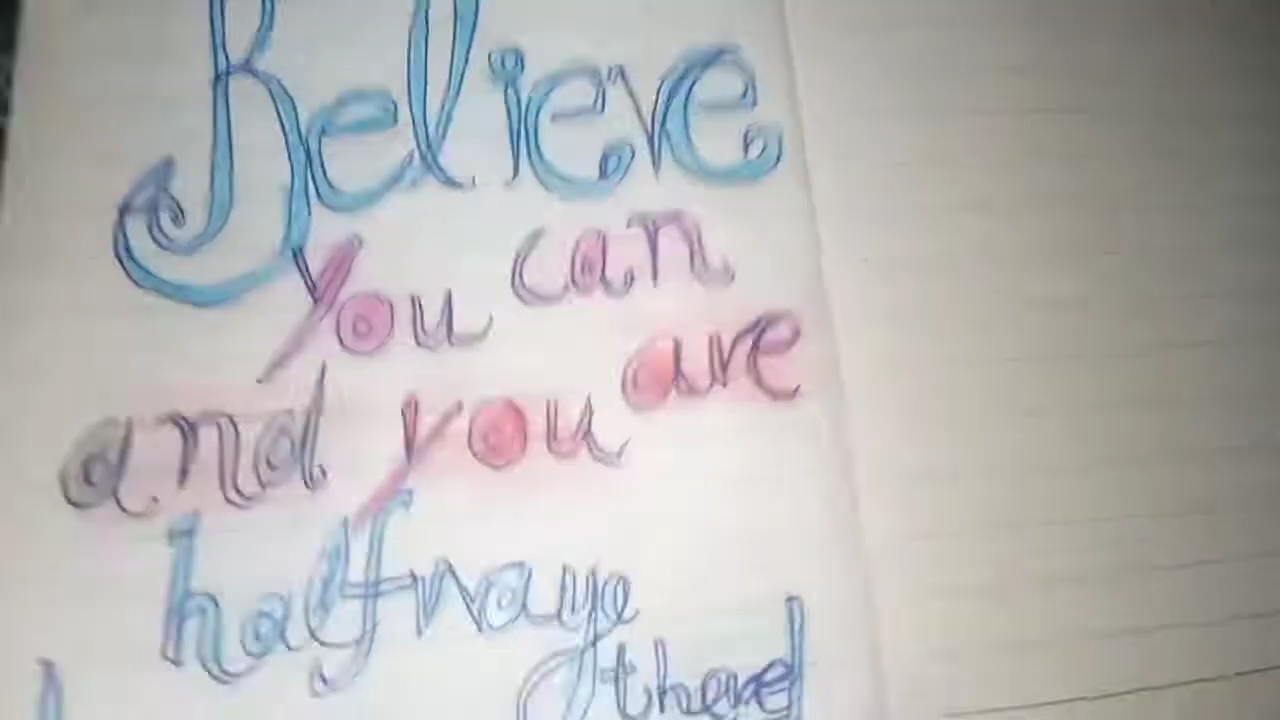 Believe
You can
and you are
halfwaye
there